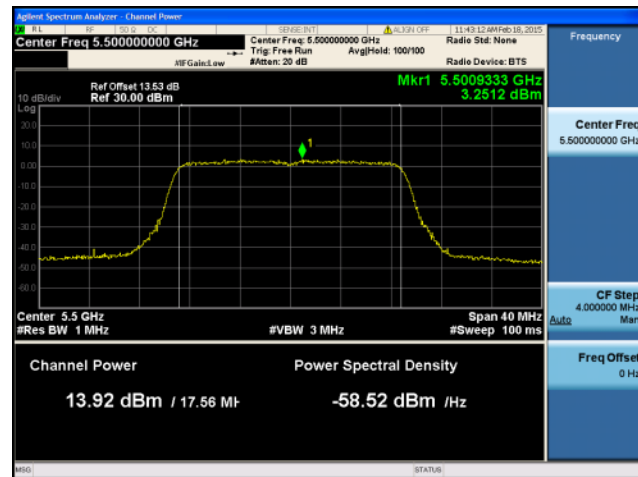 Agilent Spectrum Analyzer - Channel Power
RL RF 50 Ω DC SENSE:INT ALIGN OFF 11:43:12 AM Feb 18, 2015
Center Freq 5.500000000 GHz
Center Freq: 5.500000000 GHz
Radio Std: None
Trig: Free Run Avg|Hold: 100/100
#IFGain:Low #Atten: 20 dB Radio Device: BTS
Frequency
Mkr1 5.5009333 GHz
3.2512 dBm
Ref Offset 13.53 dB
10 dB/div Ref 30.00 dBm
Log
20.0
10.0
0.00
-10.0
-20.0
-30.0
-40.0
-50.0
-60.0
1
Center 5.5 GHz Span 40 MHz
#Res BW 1 MHz #VBW 3 MHz #Sweep 100 ms
Channel Power Power Spectral Density
13.92 dBm / 17.56 MH -58.52 dBm /Hz
Center Freq
5.500000000 GHz
CF Step
4.000000 MHz
Auto Man
Freq Offset
0 Hz
MSG STATUS